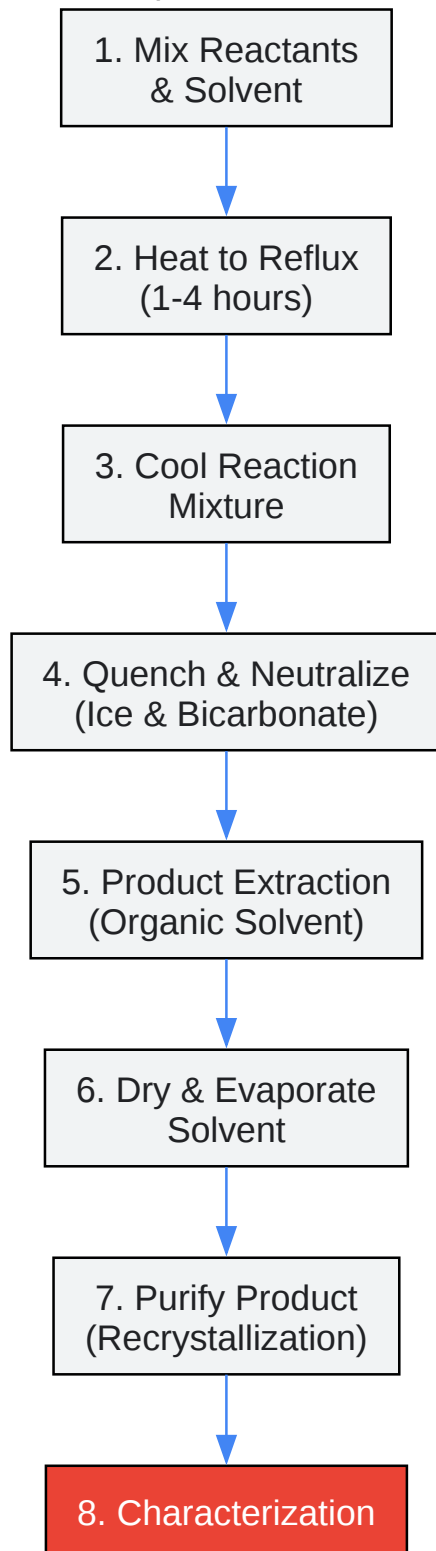 1. Mix Reactants
& Solvent
2. Heat to Reflux
(1-4 hours)
3. Cool Reaction
Mixture
4. Quench & Neutralize
(Ice & Bicarbonate)
5. Product Extraction
(Organic Solvent)
6. Dry & Evaporate
Solvent
7. Purify Product
(Recrystallization)
8. Characterization